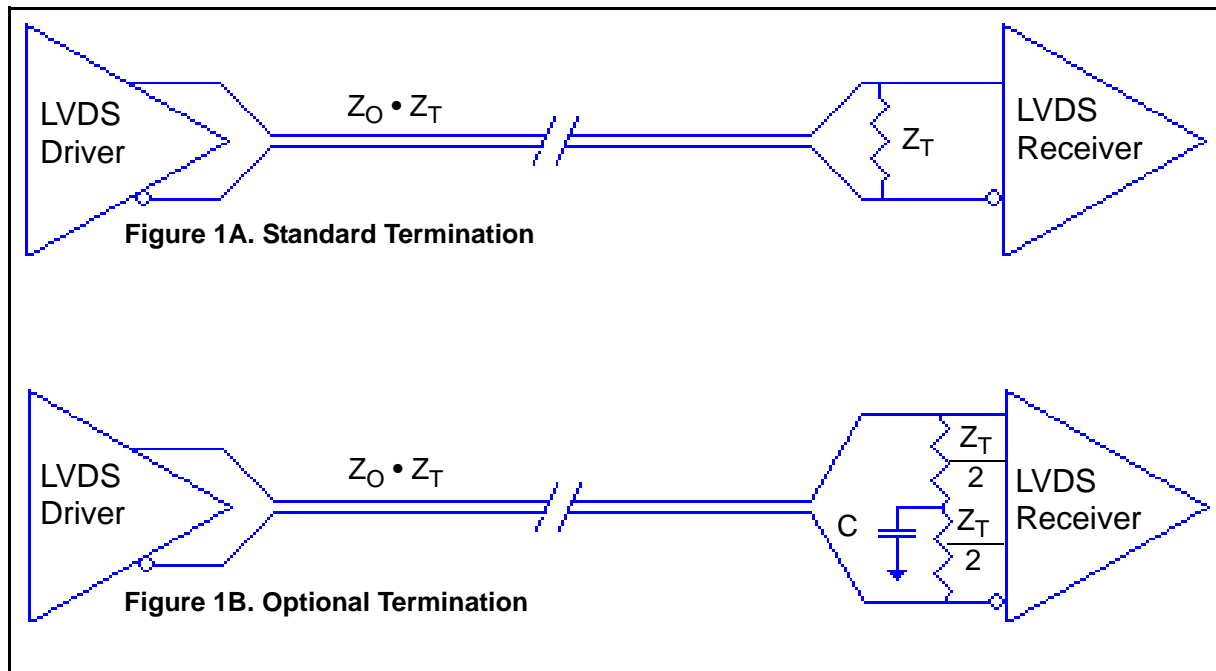 LVDS
Driver
Z_O • Z_T
Z_T
LVDS
Receiver
Figure 1A. Standard Termination
LVDS
Driver
Z_O • Z_T
C
Z_T
2
Z_T
2
LVDS
Receiver
Figure 1B. Optional Termination